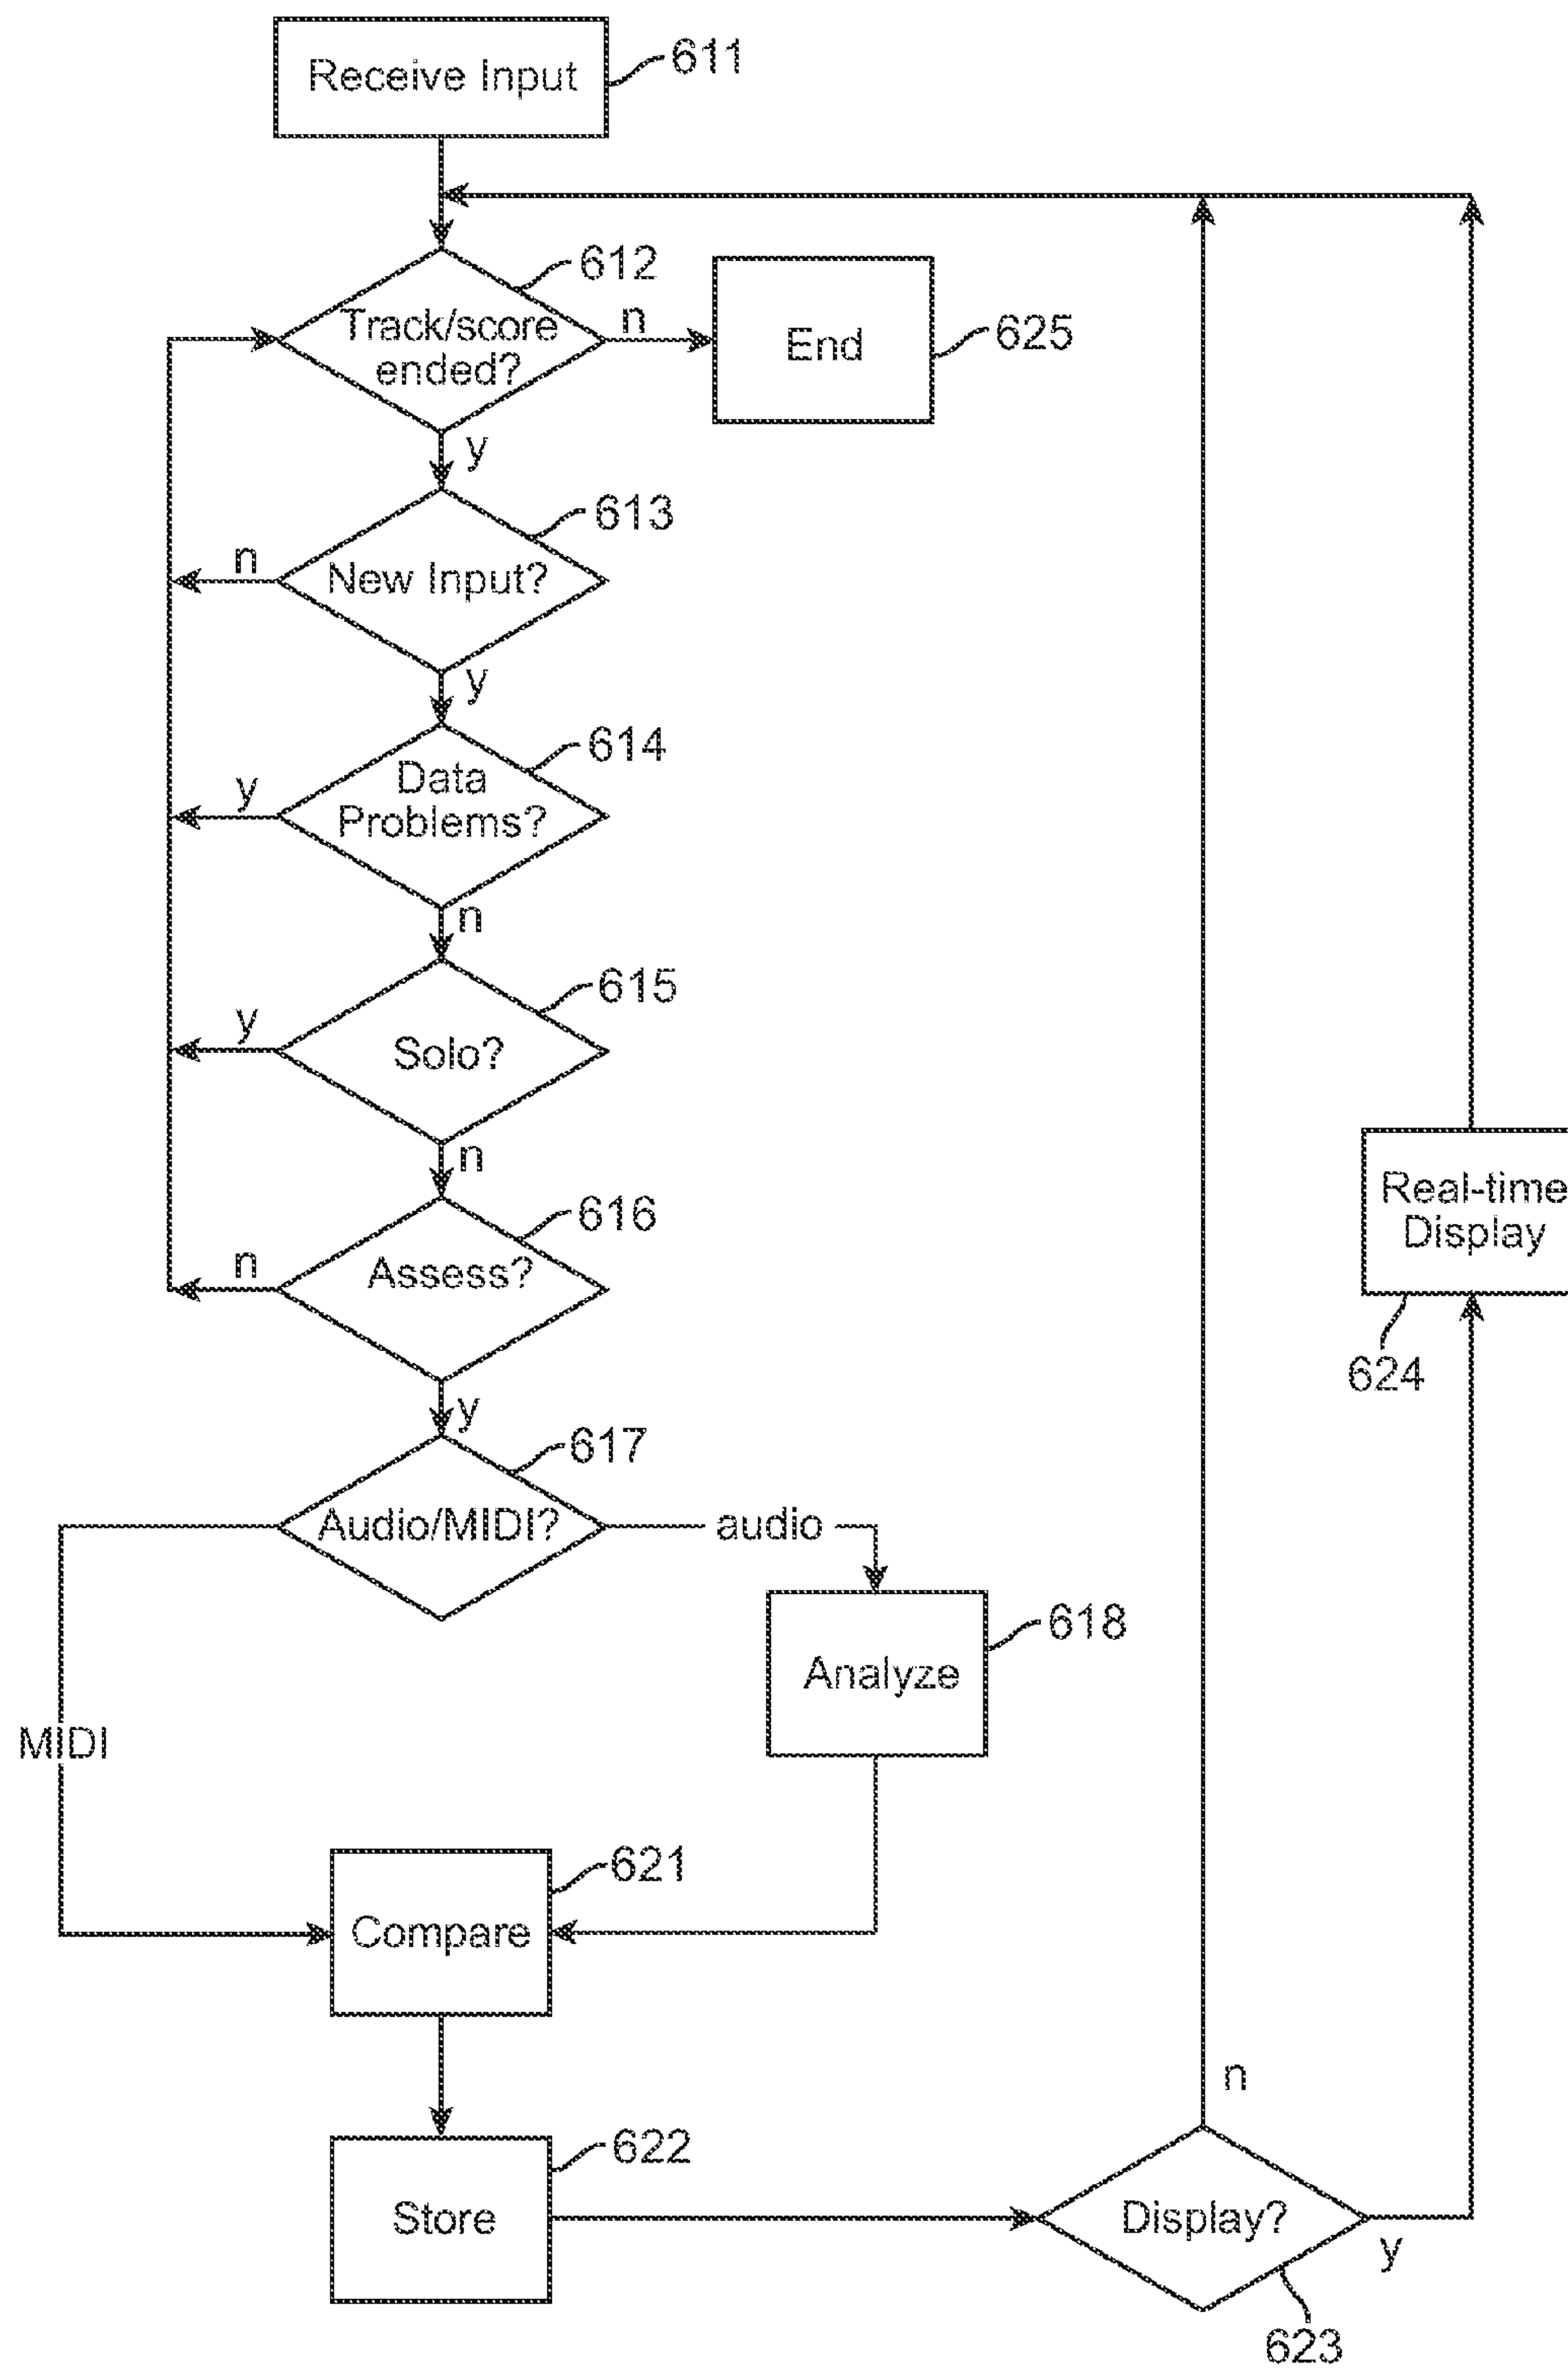 Receive Input
611
612
Track/score
ended?
n
End
625
y
613
New Input?
n
y
614
Data
Problems?
y
n
615
Solo?
y
n
616
Assess?
n
Real-time
Display
624
y
617
Audio/MIDI?
audio
618
Analyze
MIDI
621
Compare
n
622
Store
Display?
y
623